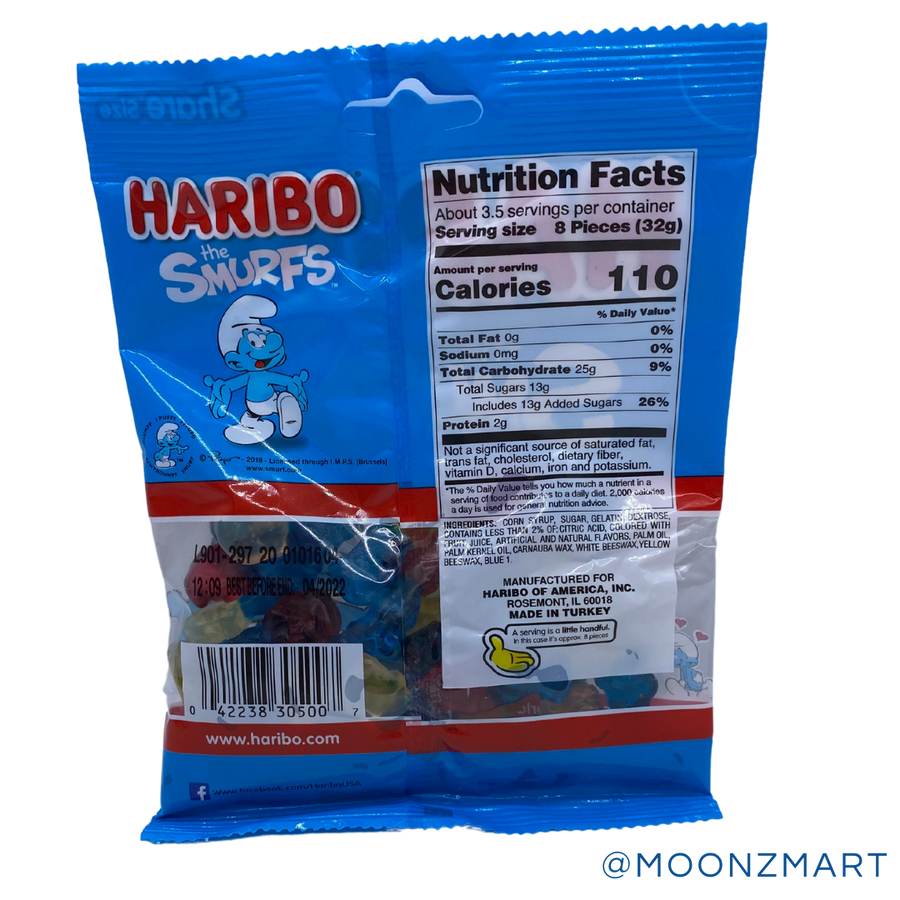 Share Size
HARIBO
the
SMURFS™
© Peyo - 2018 - Licensed through I.M.P.S. (Brussels)
www.smurf.com
L901-297 20 0101604
12:09 BEST BEFORE END 04/2022
0 42238 30500 7
www.haribo.com
f www.facebook.com/HariboUSA
Nutrition Facts
About 3.5 servings per container
Serving size 8 Pieces (32g)
Amount per serving
Calories 110
% Daily Value*
Total Fat 0g 0%
Sodium 0mg 0%
Total Carbohydrate 25g 9%
Total Sugars 13g
Includes 13g Added Sugars 26%
Protein 2g
Not a significant source of saturated fat,
trans fat, cholesterol, dietary fiber,
vitamin D, calcium, iron and potassium.
*The % Daily Value tells you how much a nutrient in a
serving of food contributes to a daily diet. 2,000 calories
a day is used for general nutrition advice.
INGREDIENTS: CORN SYRUP, SUGAR, GELATIN, DEXTROSE,
CONTAINS LESS THAN 2% OF: CITRIC ACID, COLORED WITH
FRUIT JUICE, ARTIFICIAL AND NATURAL FLAVORS, PALM OIL,
PALM KERNEL OIL, CARNAUBA WAX, WHITE BEESWAX, YELLOW
BEESWAX, BLUE 1.
MANUFACTURED FOR
HARIBO OF AMERICA, INC.
ROSEMONT, IL 60018
MADE IN TURKEY
A serving is a little handful.
In this case it's approx. 8 pieces
@MOONZMART